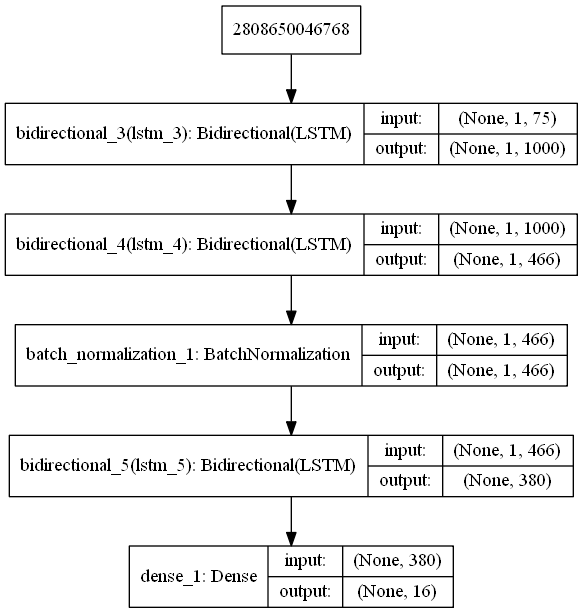 2808650046768
bidirectional_3(lstm_3): Bidirectional(LSTM)
input: (None, 1, 75)
output: (None, 1, 1000)
bidirectional_4(lstm_4): Bidirectional(LSTM)
input: (None, 1, 1000)
output: (None, 1, 466)
batch_normalization_1: BatchNormalization
input: (None, 1, 466)
output: (None, 1, 466)
bidirectional_5(lstm_5): Bidirectional(LSTM)
input: (None, 1, 466)
output: (None, 380)
dense_1: Dense
input: (None, 380)
output: (None, 16)